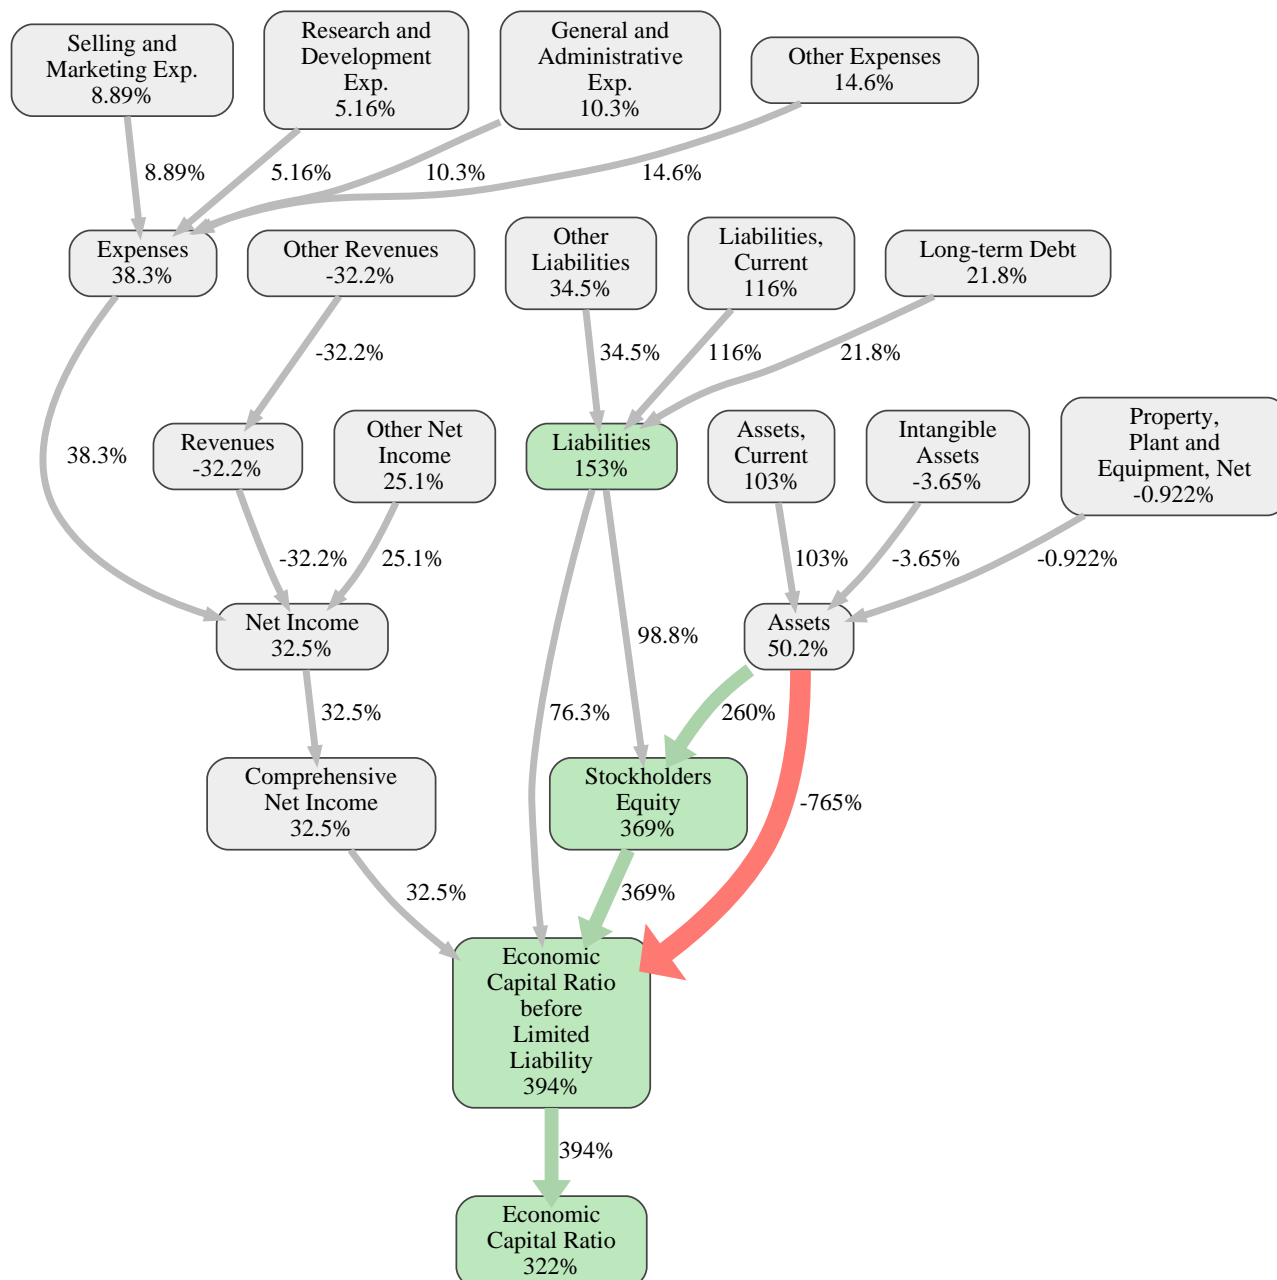 Selling and
Marketing Exp.
8.89%
Research and
Development
Exp.
5.16%
General and
Administrative
Exp.
10.3%
Other Expenses
14.6%
8.89%
5.16%
10.3%
14.6%
Expenses
38.3%
Other Revenues
-32.2%
Other
Liabilities
34.5%
Liabilities,
Current
116%
Long-term Debt
21.8%
-32.2%
34.5%
116%
21.8%
38.3%
Revenues
-32.2%
Other Net
Income
25.1%
Liabilities
153%
Assets,
Current
103%
Intangible
Assets
-3.65%
Property,
Plant and
Equipment, Net
-0.922%
-32.2%
25.1%
103%
-3.65%
-0.922%
Net Income
32.5%
98.8%
Assets
50.2%
32.5%
76.3%
260%
Comprehensive
Net Income
32.5%
Stockholders
Equity
369%
-765%
32.5%
369%
Economic
Capital Ratio
before
Limited
Liability
394%
394%
Economic
Capital Ratio
322%